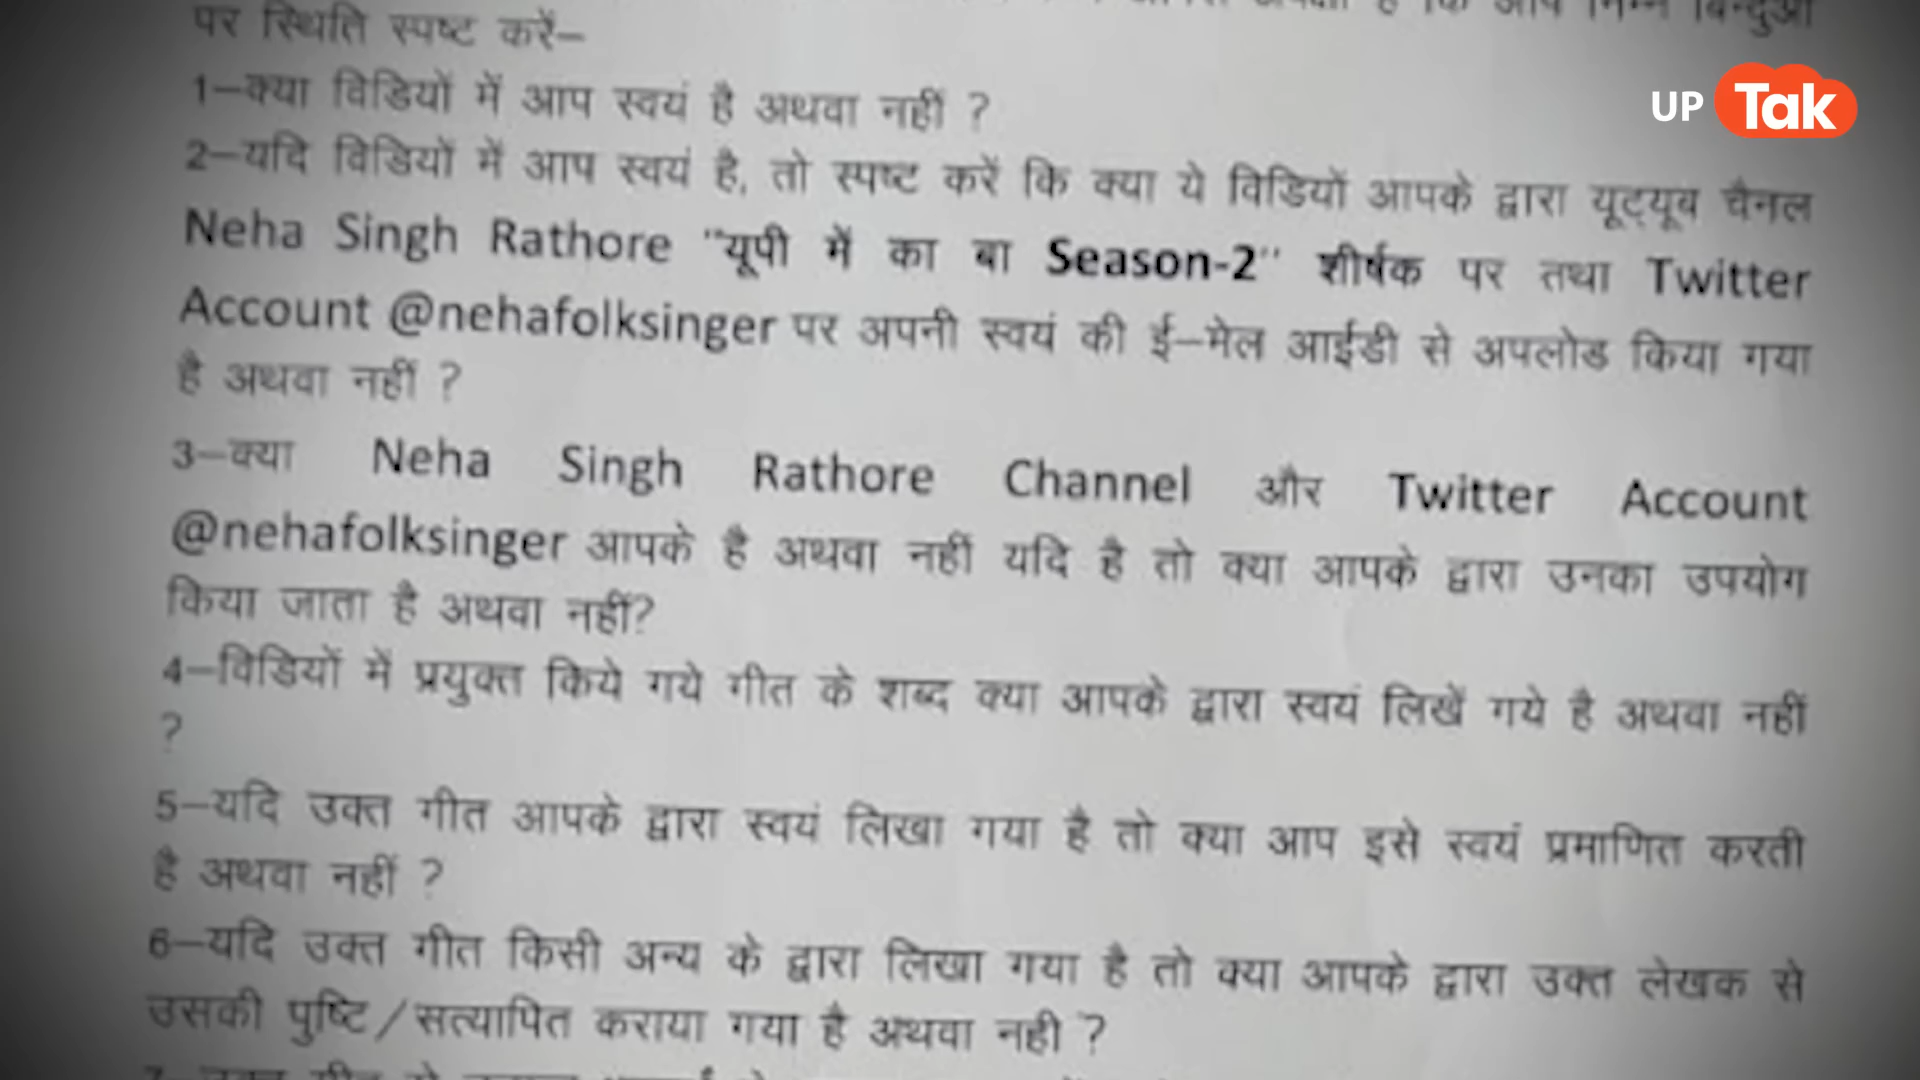 कि आप निम्न बिन्दुओं
पर स्थिति स्पष्ट करें–
1–क्या विडियों में आप स्वयं है अथवा नहीं ?
2–यदि विडियों में आप स्वयं है, तो स्पष्ट करें कि क्या ये विडियों आपके द्वारा यूट्यूब चैनल
Neha Singh Rathore "यूपी में का बा Season-2" शीर्षक पर तथा Twitter
Account @nehafolksinger पर अपनी स्वयं की ई–मेल आईडी से अपलोड किया गया
है अथवा नहीं ?
3–क्या Neha Singh Rathore Channel और Twitter Account
@nehafolksinger आपके है अथवा नहीं यदि है तो क्या आपके द्वारा उनका उपयोग
किया जाता है अथवा नहीं?
4–विडियों में प्रयुक्त किये गये गीत के शब्द क्या आपके द्वारा स्वयं लिखें गये है अथवा नहीं
?
5–यदि उक्त गीत आपके द्वारा स्वयं लिखा गया है तो क्या आप इसे स्वयं प्रमाणित करती
है अथवा नहीं ?
6–यदि उक्त गीत किसी अन्य के द्वारा लिखा गया है तो क्या आपके द्वारा उक्त लेखक से
उसकी पुष्टि/सत्यापित कराया गया है अथवा नही ?
UP Tak